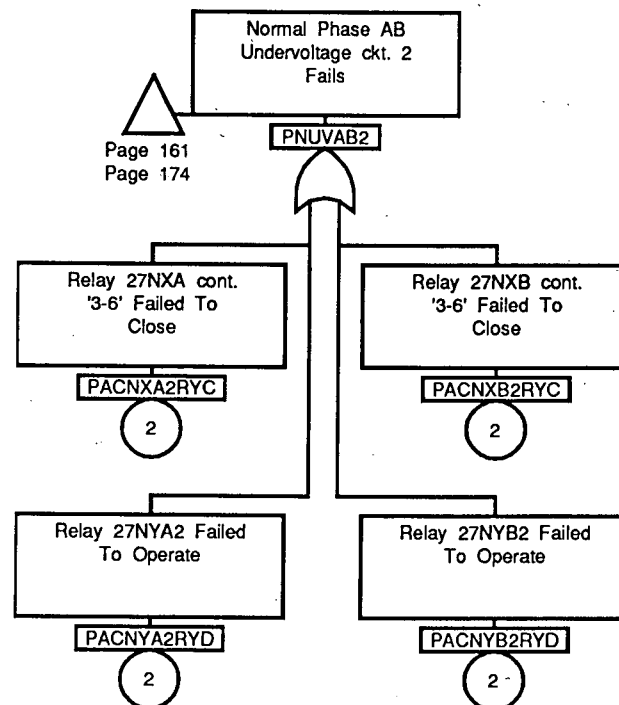 Normal Phase AB
Undervoltage ckt. 2
Fails
Page 161
Page 174
PNUVAB2
Relay 27NXA cont.
'3-6' Failed To
Close
PACNXA2RYC
2
Relay 27NXB cont.
'3-6' Failed To
Close
PACNXB2RYC
2
Relay 27NYA2 Failed
To Operate
PACNYA2RYD
2
Relay 27NYB2 Failed
To Operate
PACNYB2RYD
2